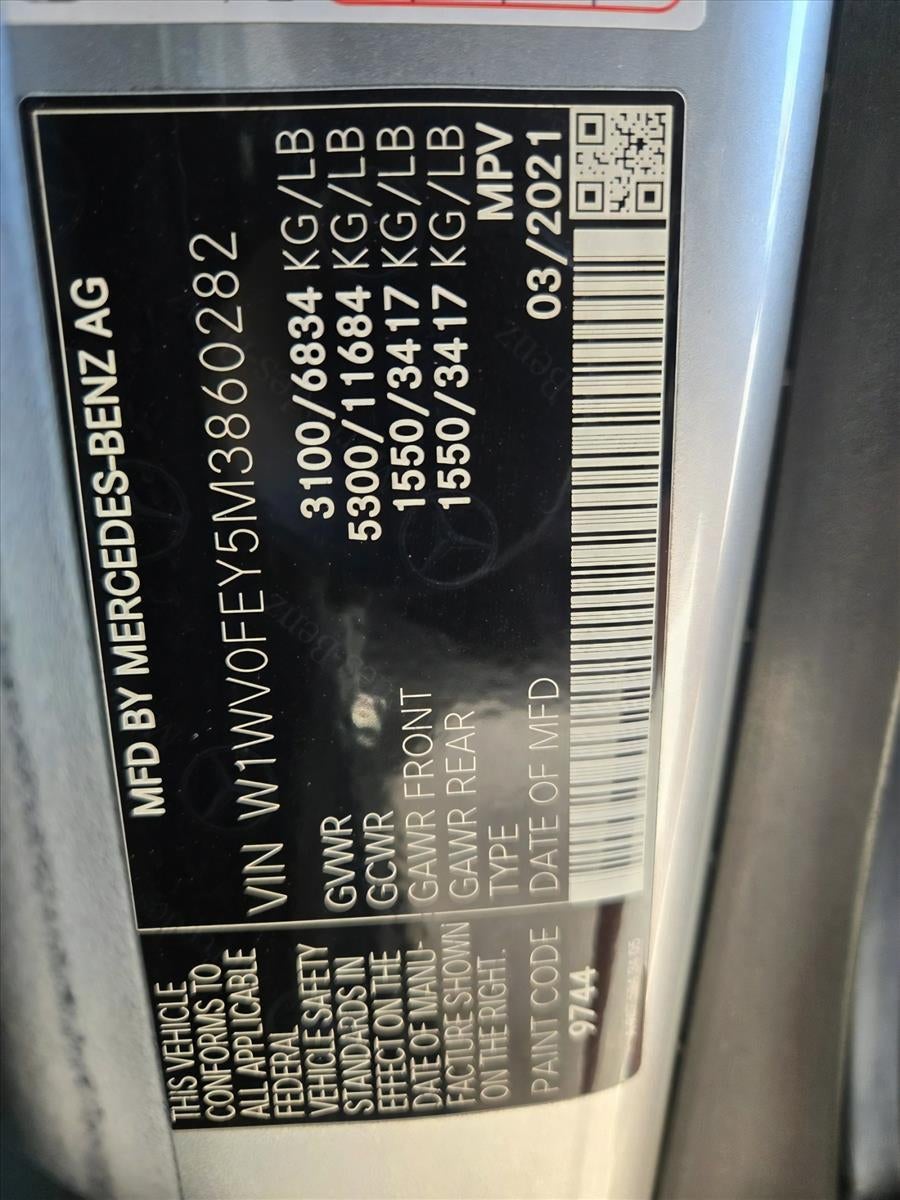 MFD BY MERCEDES-BENZ AG
VIN W1WV0FEY5M3860282
GVWR 3100/6834 KG/LB
GCWR 5300/11684 KG/LB
GAWR FRONT 1550/3417 KG/LB
GAWR REAR 1550/3417 KG/LB
TYPE MPV
DATE OF MFD 03/2021
THIS VEHICLE
CONFORMS TO
ALL APPLICABLE
FEDERAL
VEHICLE SAFETY
STANDARDS IN
EFFECT ON THE
DATE OF MANU-
FACTURE SHOWN
ON THE RIGHT.
PAINT CODE
9744